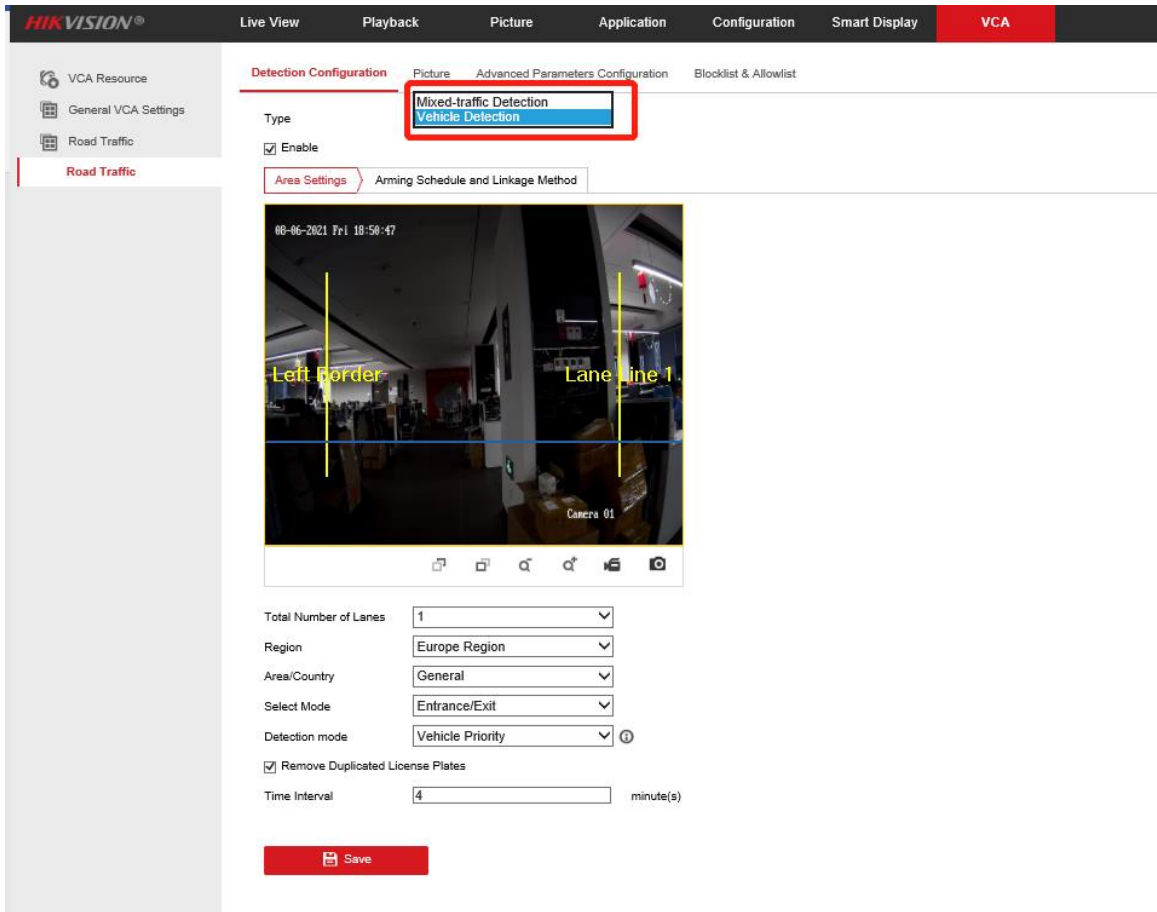 HIKVISION®
Live View Playback Picture Application Configuration Smart Display VCA
VCA Resource
General VCA Settings
Road Traffic
Road Traffic
Detection Configuration Picture Advanced Parameters Configuration Blocklist & Allowlist
Mixed-traffic Detection
Type Vehicle Detection
Enable
Area Settings Arming Schedule and Linkage Method
08-06-2021 Fri 18:50:47
Left Border Lane Line 1
Camera 01
Total Number of Lanes 1
Region Europe Region
Area/Country General
Select Mode Entrance/Exit
Detection mode Vehicle Priority
Remove Duplicated License Plates
Time Interval 4 minute(s)
Save